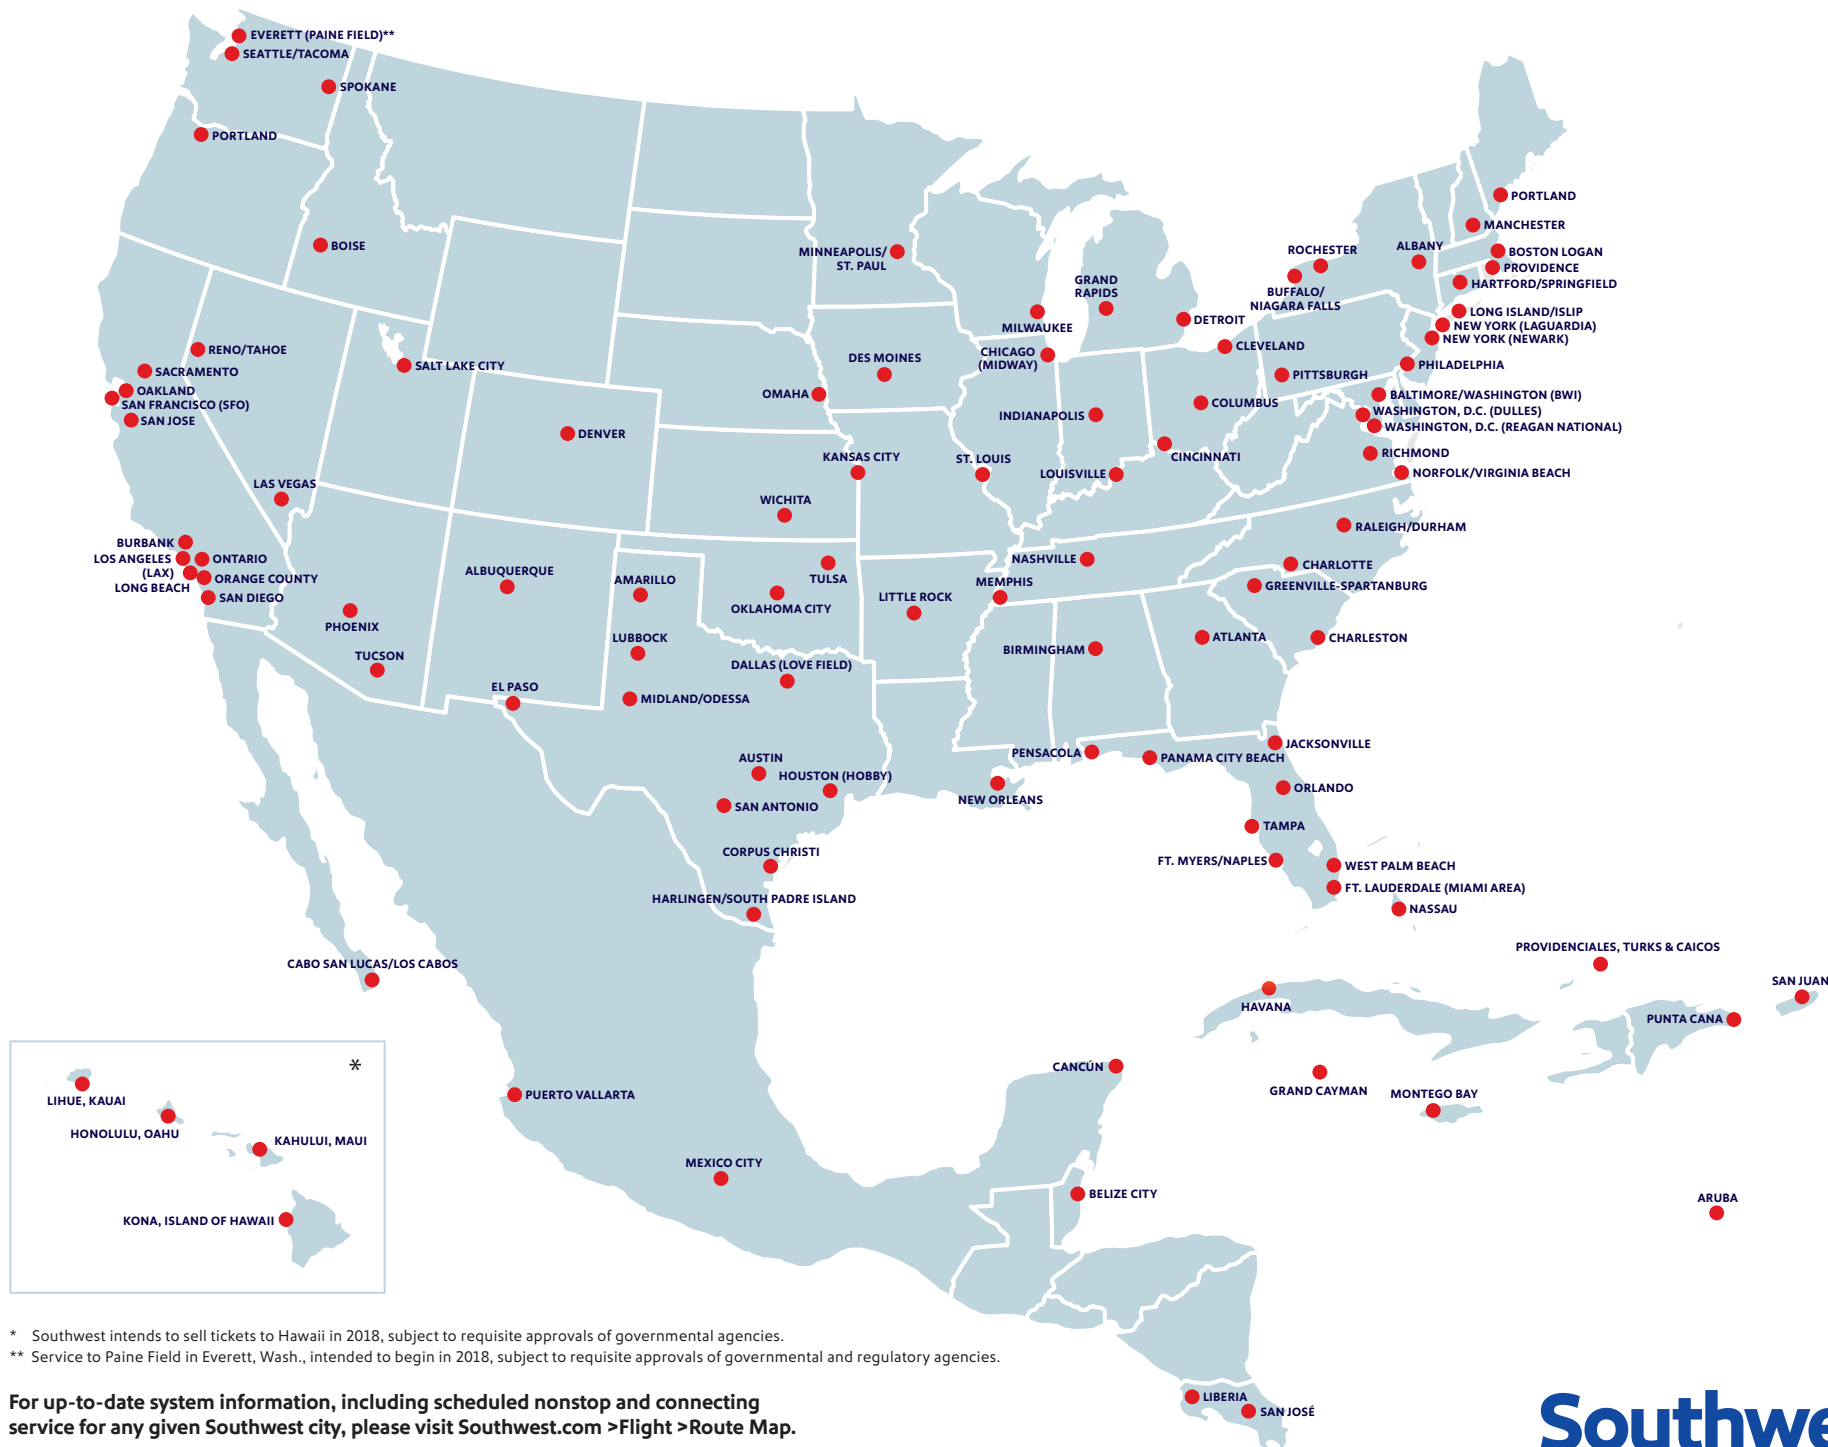 EVERETT (PAINE FIELD)**
SEATTLE/TACOMA
SPOKANE
PORTLAND
BOISE
MINNEAPOLIS/
ST. PAUL
MILWAUKEE
GRAND
RAPIDS
DETROIT
ROCHESTER
BUFFALO/
NIAGARA FALLS
ALBANY
PORTLAND
MANCHESTER
BOSTON LOGAN
PROVIDENCE
HARTFORD/SPRINGFIELD
LONG ISLAND/ISLIP
NEW YORK (LAGUARDIA)
NEW YORK (NEWARK)
PHILADELPHIA
BALTIMORE/WASHINGTON (BWI)
WASHINGTON, D.C. (DULLES)
WASHINGTON, D.C. (REAGAN NATIONAL)
RICHMOND
NORFOLK/VIRGINIA BEACH
RENO/TAHOE
SACRAMENTO
OAKLAND
SAN FRANCISCO (SFO)
SAN JOSE
SALT LAKE CITY
DENVER
DES MOINES
OMAHA
CHICAGO
(MIDWAY)
CLEVELAND
PITTSBURGH
COLUMBUS
INDIANAPOLIS
CINCINNATI
LOUISVILLE
ST. LOUIS
KANSAS CITY
WICHITA
LAS VEGAS
BURBANK
LOS ANGELES
(LAX)
ONTARIO
ORANGE COUNTY
LONG BEACH
SAN DIEGO
PHOENIX
TUCSON
ALBUQUERQUE
AMARILLO
LUBBOCK
EL PASO
MIDLAND/ODESSA
TULSA
OKLAHOMA CITY
LITTLE ROCK
NASHVILLE
MEMPHIS
RALEIGH/DURHAM
CHARLOTTE
GREENVILLE-SPARTANBURG
CHARLESTON
ATLANTA
BIRMINGHAM
DALLAS (LOVE FIELD)
AUSTIN
HOUSTON (HOBBY)
SAN ANTONIO
CORPUS CHRISTI
HARLINGEN/SOUTH PADRE ISLAND
NEW ORLEANS
PENSACOLA
PANAMA CITY BEACH
JACKSONVILLE
ORLANDO
TAMPA
FT. MYERS/NAPLES
WEST PALM BEACH
FT. LAUDERDALE (MIAMI AREA)
NASSAU
PROVIDENCIALES, TURKS & CAICOS
SAN JUAN
PUNTA CANA
HAVANA
GRAND CAYMAN
MONTEGO BAY
ARUBA
CABO SAN LUCAS/LOS CABOS
PUERTO VALLARTA
MEXICO CITY
CANCÚN
BELIZE CITY
LIBERIA
SAN JOSÉ
*
LIHUE, KAUAI
HONOLULU, OAHU
KAHULUI, MAUI
KONA, ISLAND OF HAWAII
* Southwest intends to sell tickets to Hawaii in 2018, subject to requisite approvals of governmental agencies.
** Service to Paine Field in Everett, Wash., intended to begin in 2018, subject to requisite approvals of governmental and regulatory agencies.
For up-to-date system information, including scheduled nonstop and connecting
service for any given Southwest city, please visit Southwest.com >Flight >Route Map.
Southwe